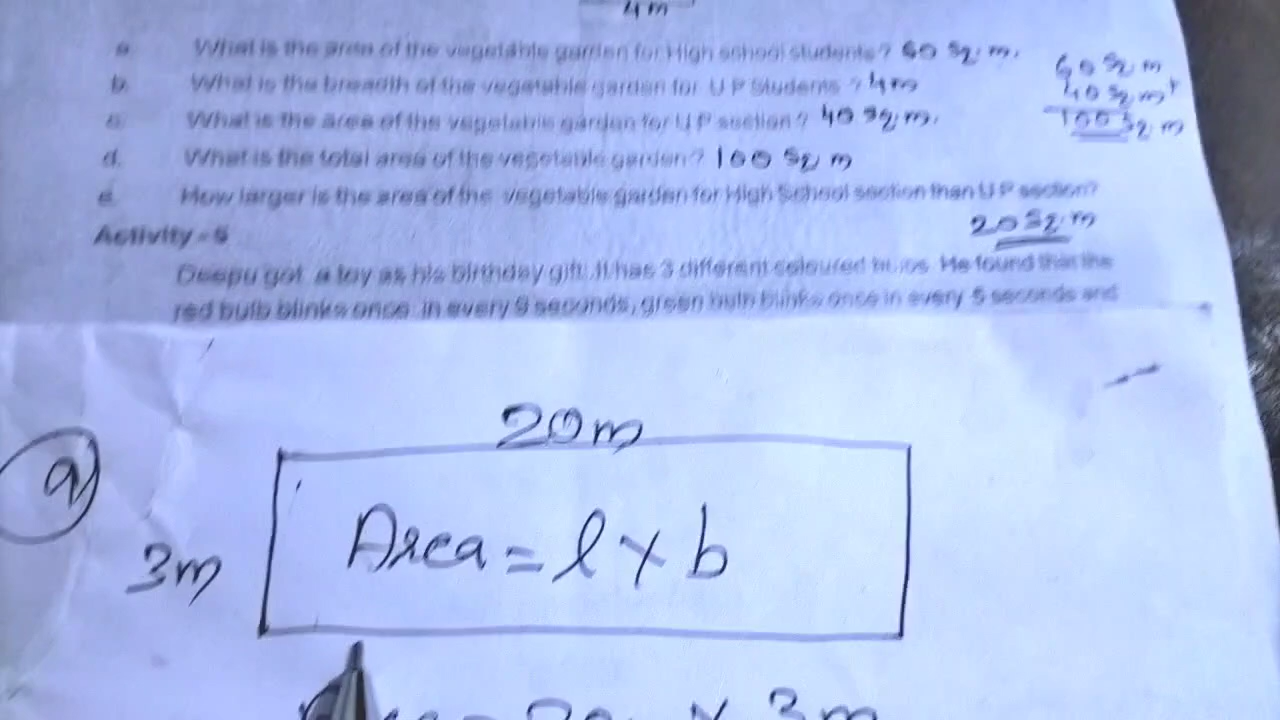 4m
a. What is the area of the vegetable garden for High school students? 60 Sq. m.
b. What is the breadth of the vegetable garden for U P Students ? 4m
c. What is the area of the vegetable garden for U P section? 40 Sq m.
d. What is the total area of the vegetable garden? 100 Sq m
e. How larger is the area of the vegetable garden for High School section than U P section?
20 Sq. m
60 Sq m
40 Sq m +
100 Sq m
Activity - 5
Deepu got a toy as his birthday gift. It has 3 different coloured bulbs. He found that the
red bulb blinks once in every 9 seconds, green bulb blinks once in every 5 seconds and
20m
a)
3m
Area = l x b
3m